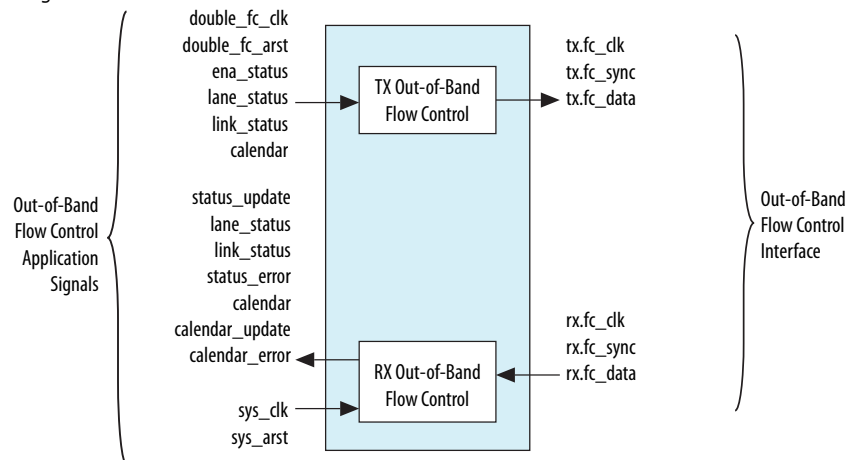 double_fc_clk
double_fc_arst
ena_status
lane_status
link_status
calendar
TX Out-of-Band
Flow Control
tx.fc_clk
tx.fc_sync
tx.fc_data
Out-of-Band
Flow Control
Application
Signals
status_update
lane_status
link_status
status_error
calendar
calendar_update
calendar_error
sys_clk
sys_arst
RX Out-of-Band
Flow Control
rx.fc_clk
rx.fc_sync
rx.fc_data
Out-of-Band
Flow Control
Interface